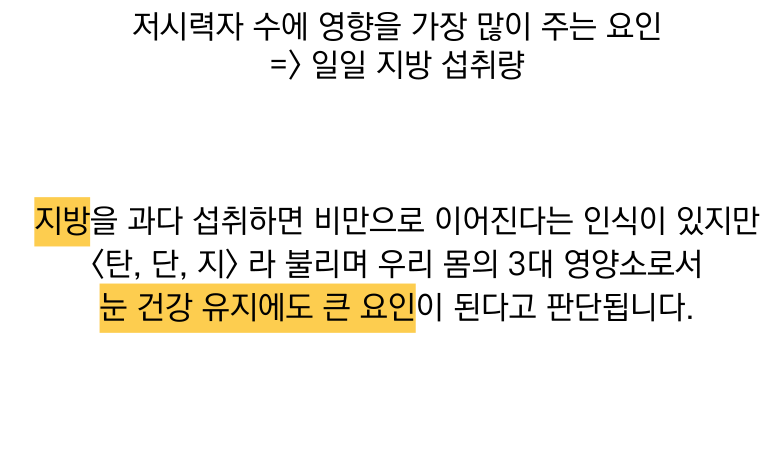 저시력자 수에 영향을 가장 많이 주는 요인
=> 일일 지방 섭취량
지방을 과다 섭취하면 비만으로 이어진다는 인식이 있지만
<탄, 단, 지> 라 불리며 우리 몸의 3대 영양소로서
눈 건강 유지에도 큰 요인이 된다고 판단됩니다.